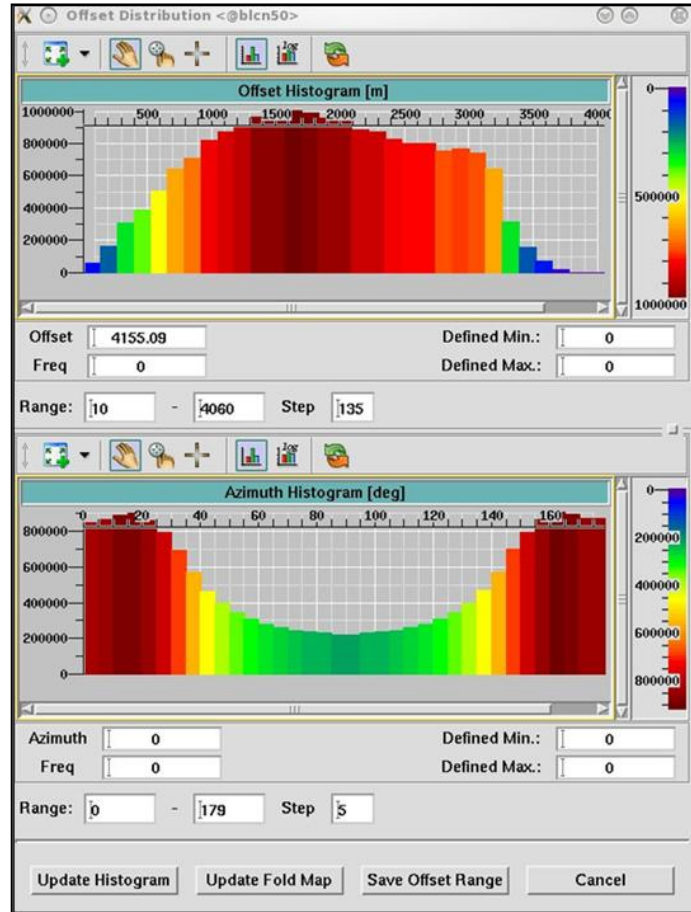 Offset Distribution <@blcn50>
log
Offset Histogram [m]
500 1000 1500 2000 2500 3000 3500 4000
1000000
800000
600000
400000
200000
0
0
500000
1000000
Offset 4155.09 Defined Min.: 0
Freq 0 Defined Max.: 0
Range: 10 - 4060 Step 135
log
Azimuth Histogram [deg]
0 20 40 60 80 100 120 140 160
800000
600000
400000
200000
0
0
200000
400000
600000
800000
Azimuth 0 Defined Min.: 0
Freq 0 Defined Max.: 0
Range: 0 - 179 Step 5
Update Histogram Update Fold Map Save Offset Range Cancel